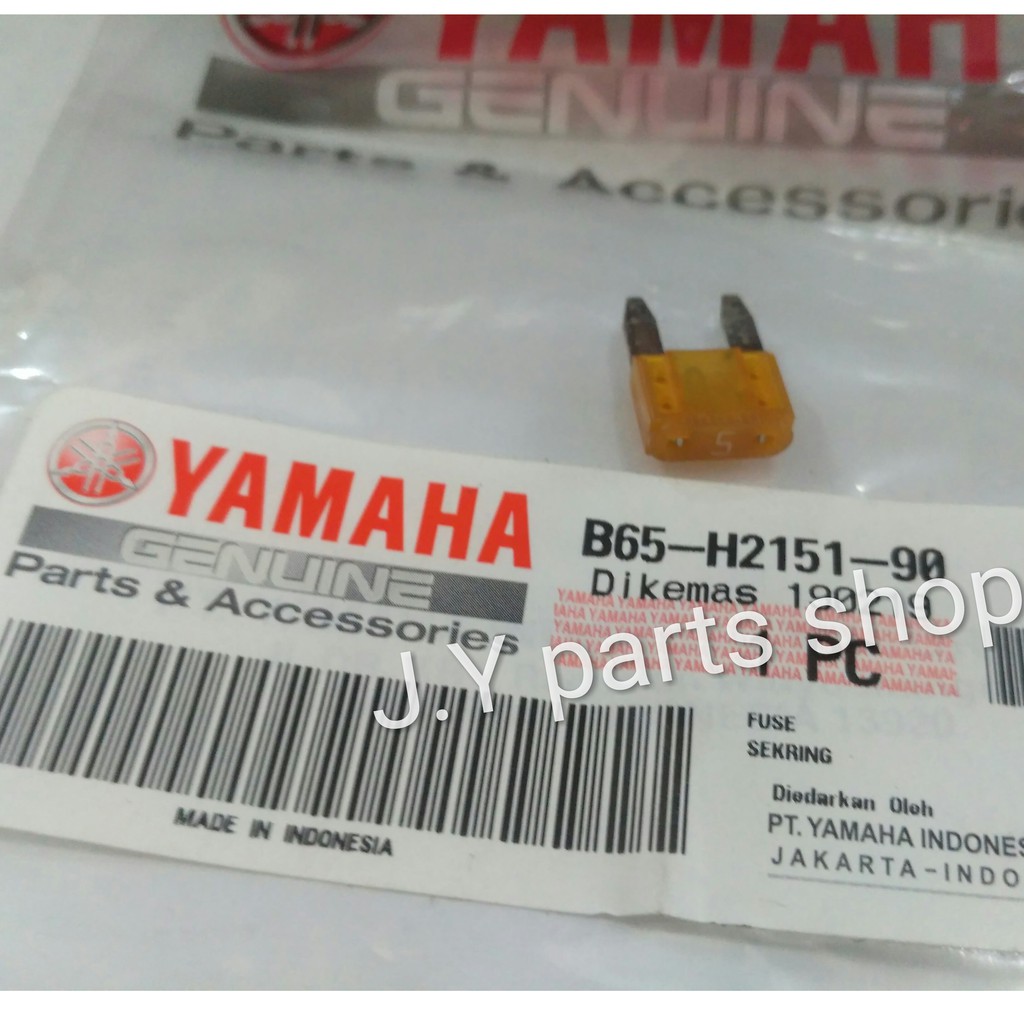 YAMAHA
GENUINE
Parts & Accessories
5
YAMAHA
GENUINE
Parts & Accessories
B65-H2151-90
Dikemas
1 PC
J.Y parts shop
FUSE
SEKRING
Diedarkan Oleh
PT. YAMAHA INDONES
JAKARTA-INDO
MADE IN INDONESIA